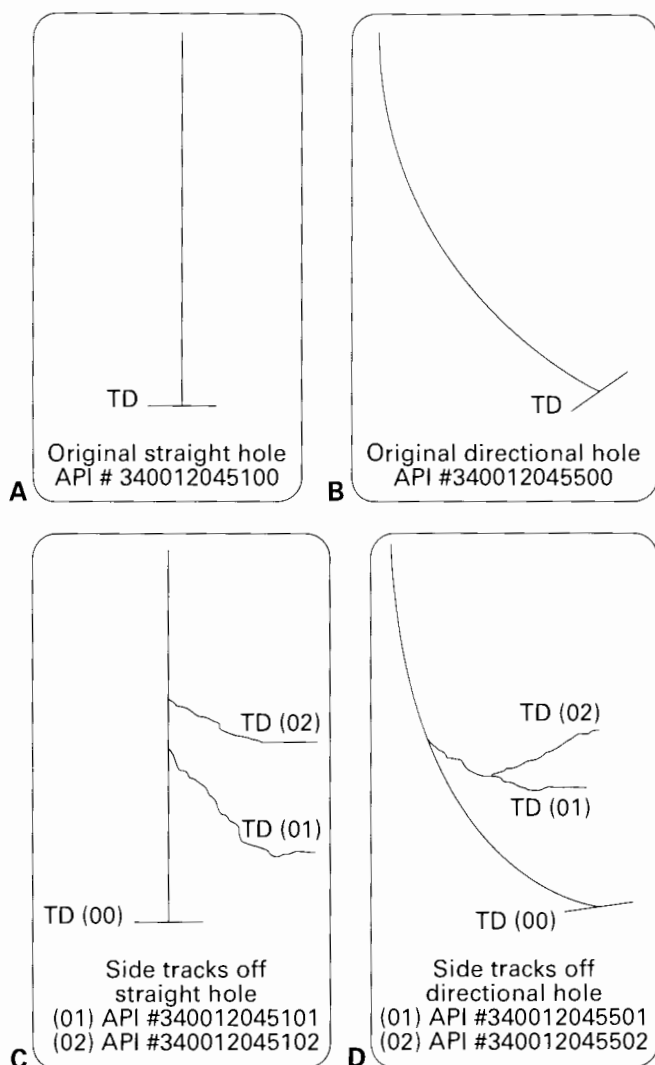 TD
Original straight hole
API # 340012045100
A
TD
Original directional hole
API #340012045500
B
TD (02)
TD (01)
TD (00)
Side tracks off
straight hole
(01) API #340012045101
(02) API #340012045102
C
TD (02)
TD (01)
TD (00)
Side tracks off
directional hole
(01) API #340012045501
(02) API #340012045502
D